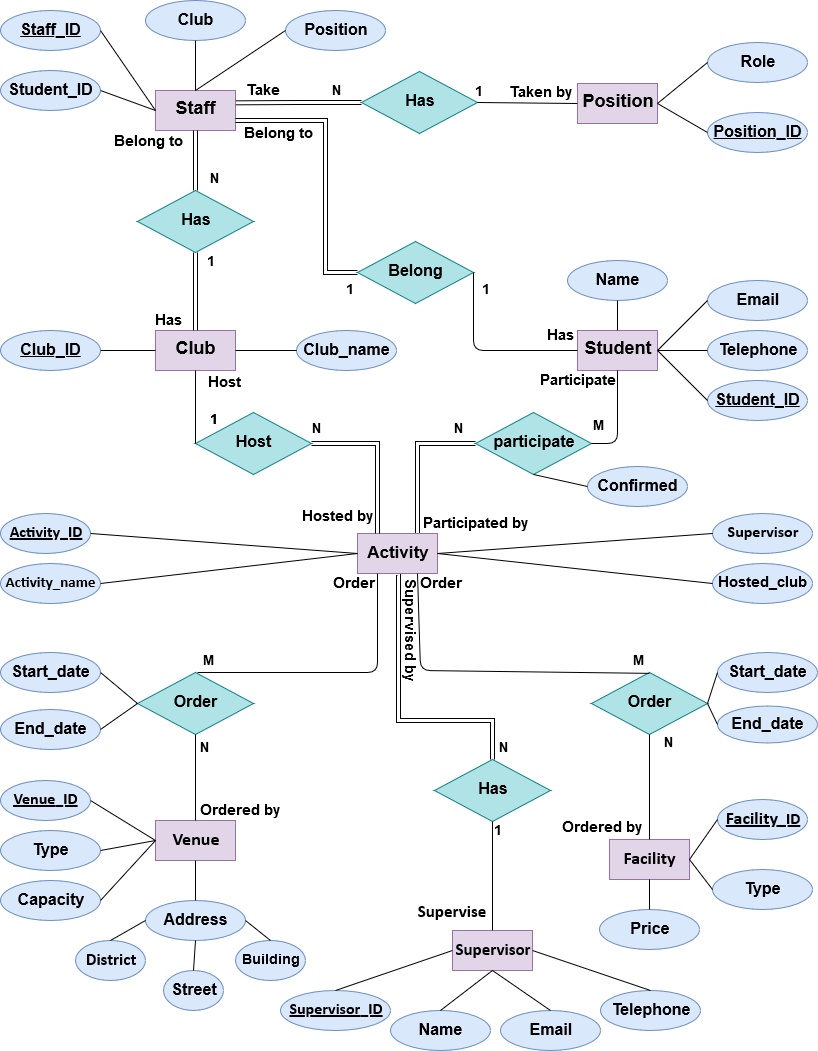 Club
Staff_ID
Position
Student_ID
Staff
Take
N
Has
1
Taken by
Position
Role
Position_ID
Belong to
Belong to
N
Has
1
Has
Belong
1
1
Name
Email
Has
Student
Telephone
Participate
Student_ID
Club_ID
Club
Club_name
Host
1
Host
N
N
participate
M
Confirmed
Hosted by
Participated by
Activity_ID
Activity
Supervisor
Activity_name
Hosted_club
Order
Supervised by
Order
M
Start_date
Order
End_date
N
M
Start_date
Order
End_date
N
N
Has
1
Venue_ID
Ordered by
Type
Venue
Capacity
Address
District
Street
Building
Ordered by
Facility_ID
Facility
Type
Price
Supervise
Supervisor
Supervisor_ID
Name
Email
Telephone